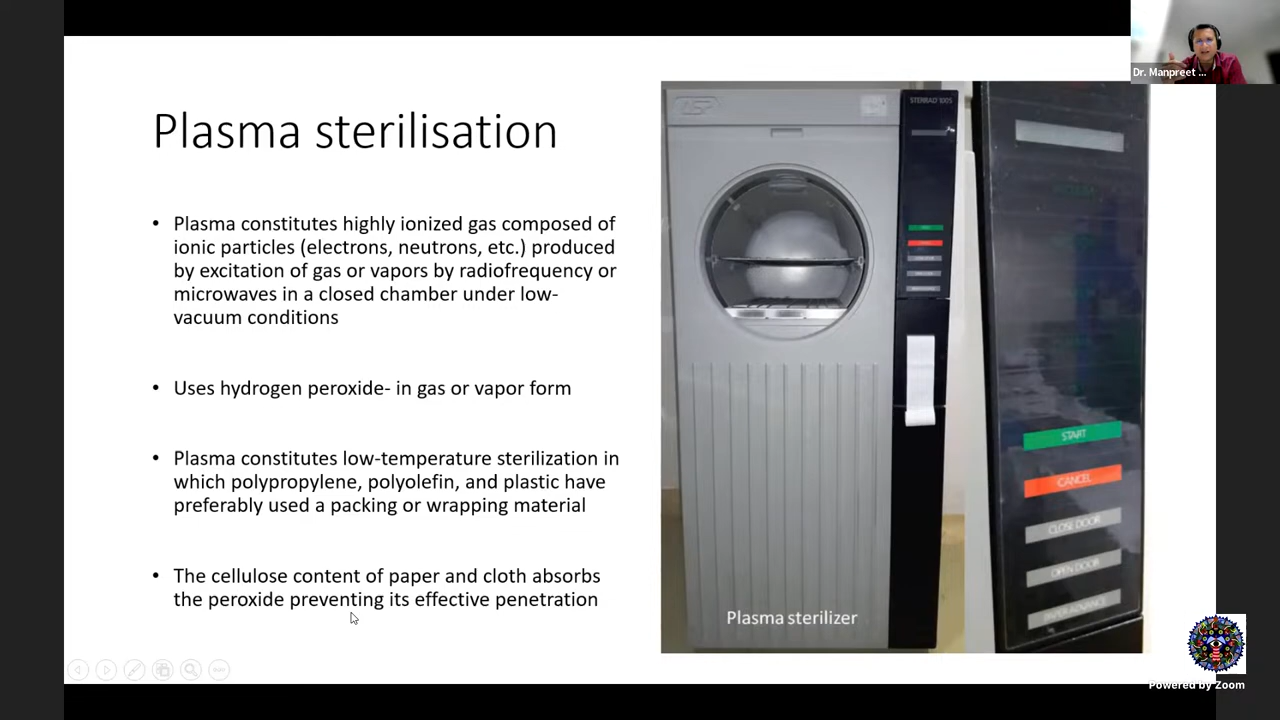 Dr. Manpreet ...
Plasma sterilisation
• Plasma constitutes highly ionized gas composed of
ionic particles (electrons, neutrons, etc.) produced
by excitation of gas or vapors by radiofrequency or
microwaves in a closed chamber under low-
vacuum conditions
• Uses hydrogen peroxide- in gas or vapor form
• Plasma constitutes low-temperature sterilization in
which polypropylene, polyolefin, and plastic have
preferably used a packing or wrapping material
• The cellulose content of paper and cloth absorbs
the peroxide preventing its effective penetration
ASP
STERRAD 100S
START
CANCEL
CLOSE DOOR
OPEN DOOR
PAPER ADVANCE
Plasma sterilizer
Powered by Zoom